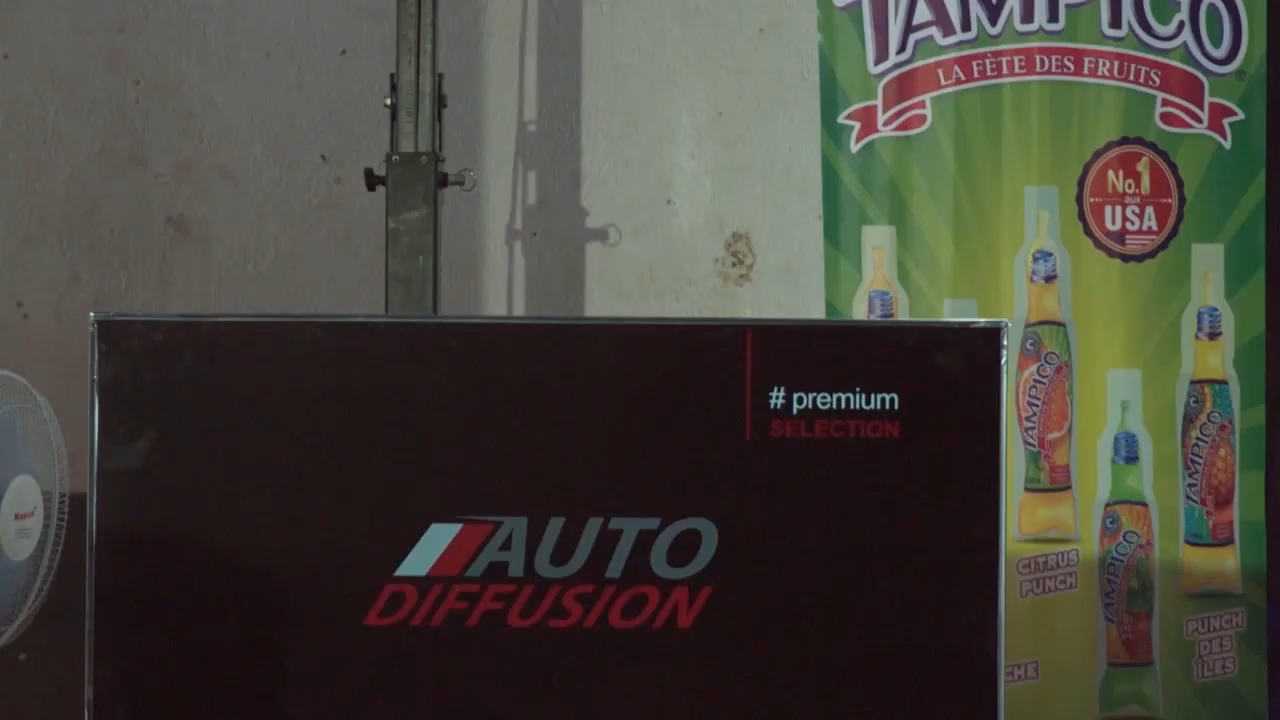 TAMPICO
LA FÊTE DES FRUITS
No.1
aux
USA
# premium
SELECTION
AUTO
DIFFUSION
TAMPICO
TAMPICO
TAMPICO
CITRUS
PUNCH
PUNCH
DES
ÎLES
CHE